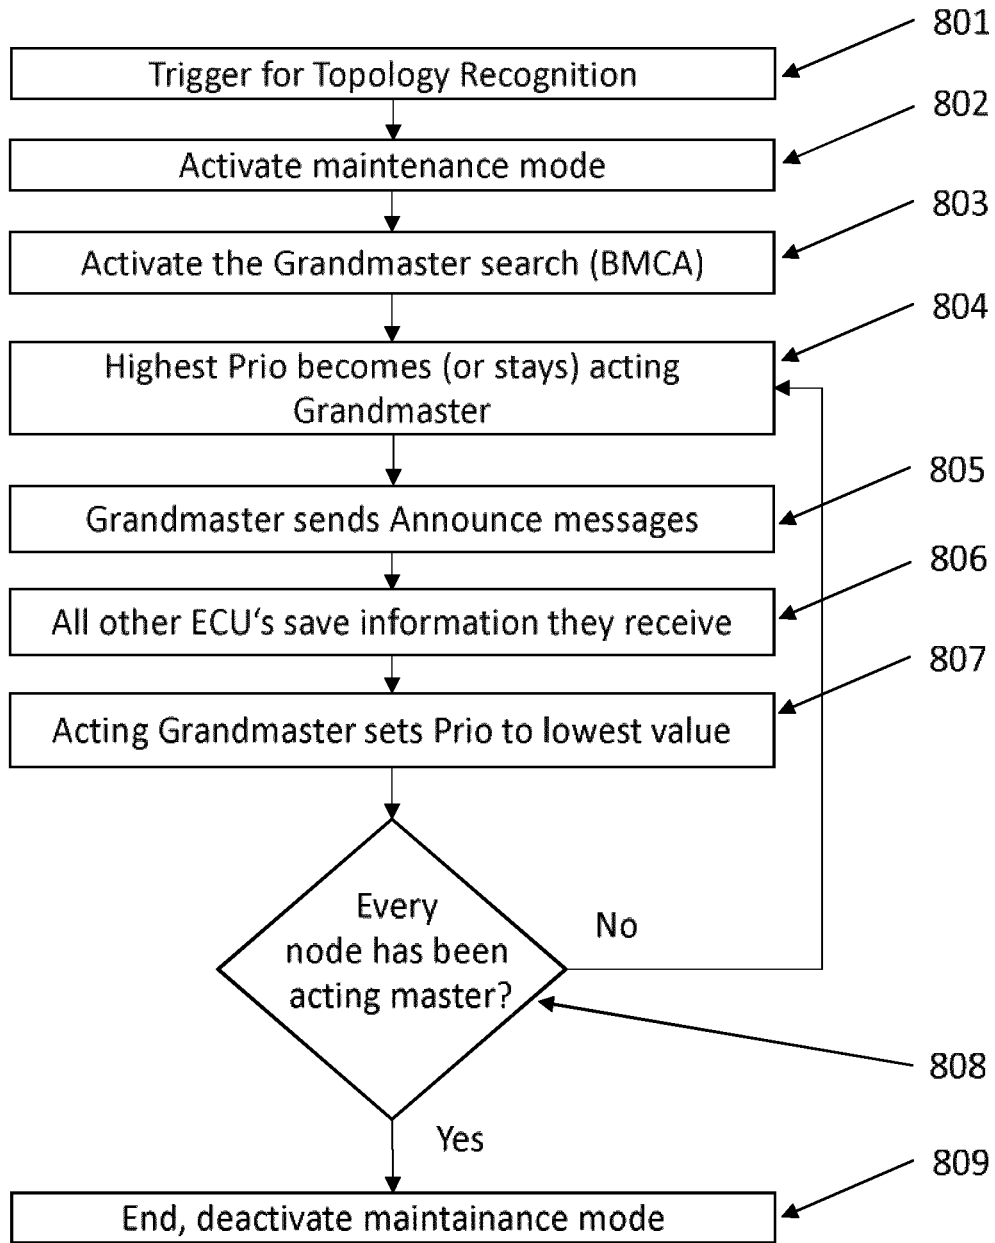 801
Trigger for Topology Recognition
802
Activate maintenance mode
803
Activate the Grandmaster search (BMCA)
804
Highest Prio becomes (or stays) acting
Grandmaster
805
Grandmaster sends Announce messages
806
All other ECU‘s save information they receive
807
Acting Grandmaster sets Prio to lowest value
Every
node has been
acting master?
No
808
Yes
809
End, deactivate maintainance mode